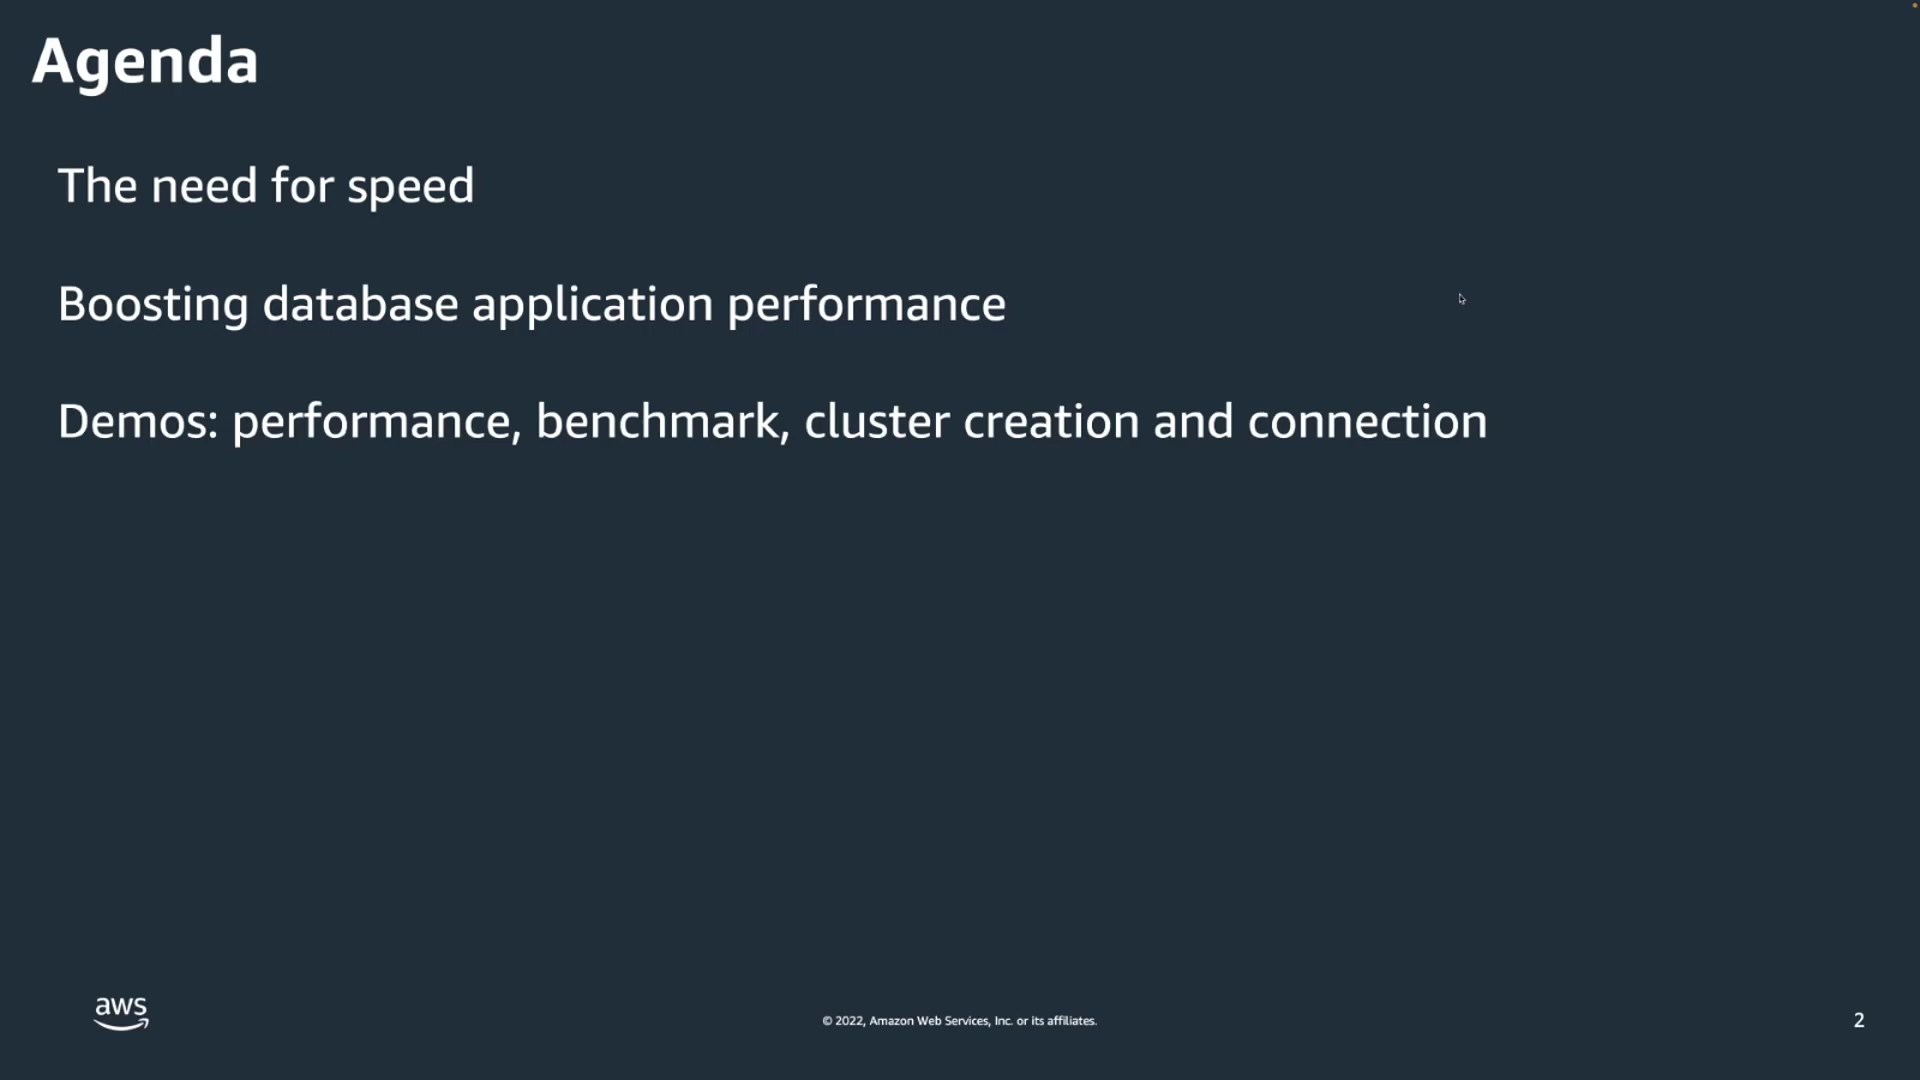 Agenda
The need for speed
Boosting database application performance
Demos: performance, benchmark, cluster creation and connection
aws
© 2022, Amazon Web Services, Inc. or its affiliates.
2